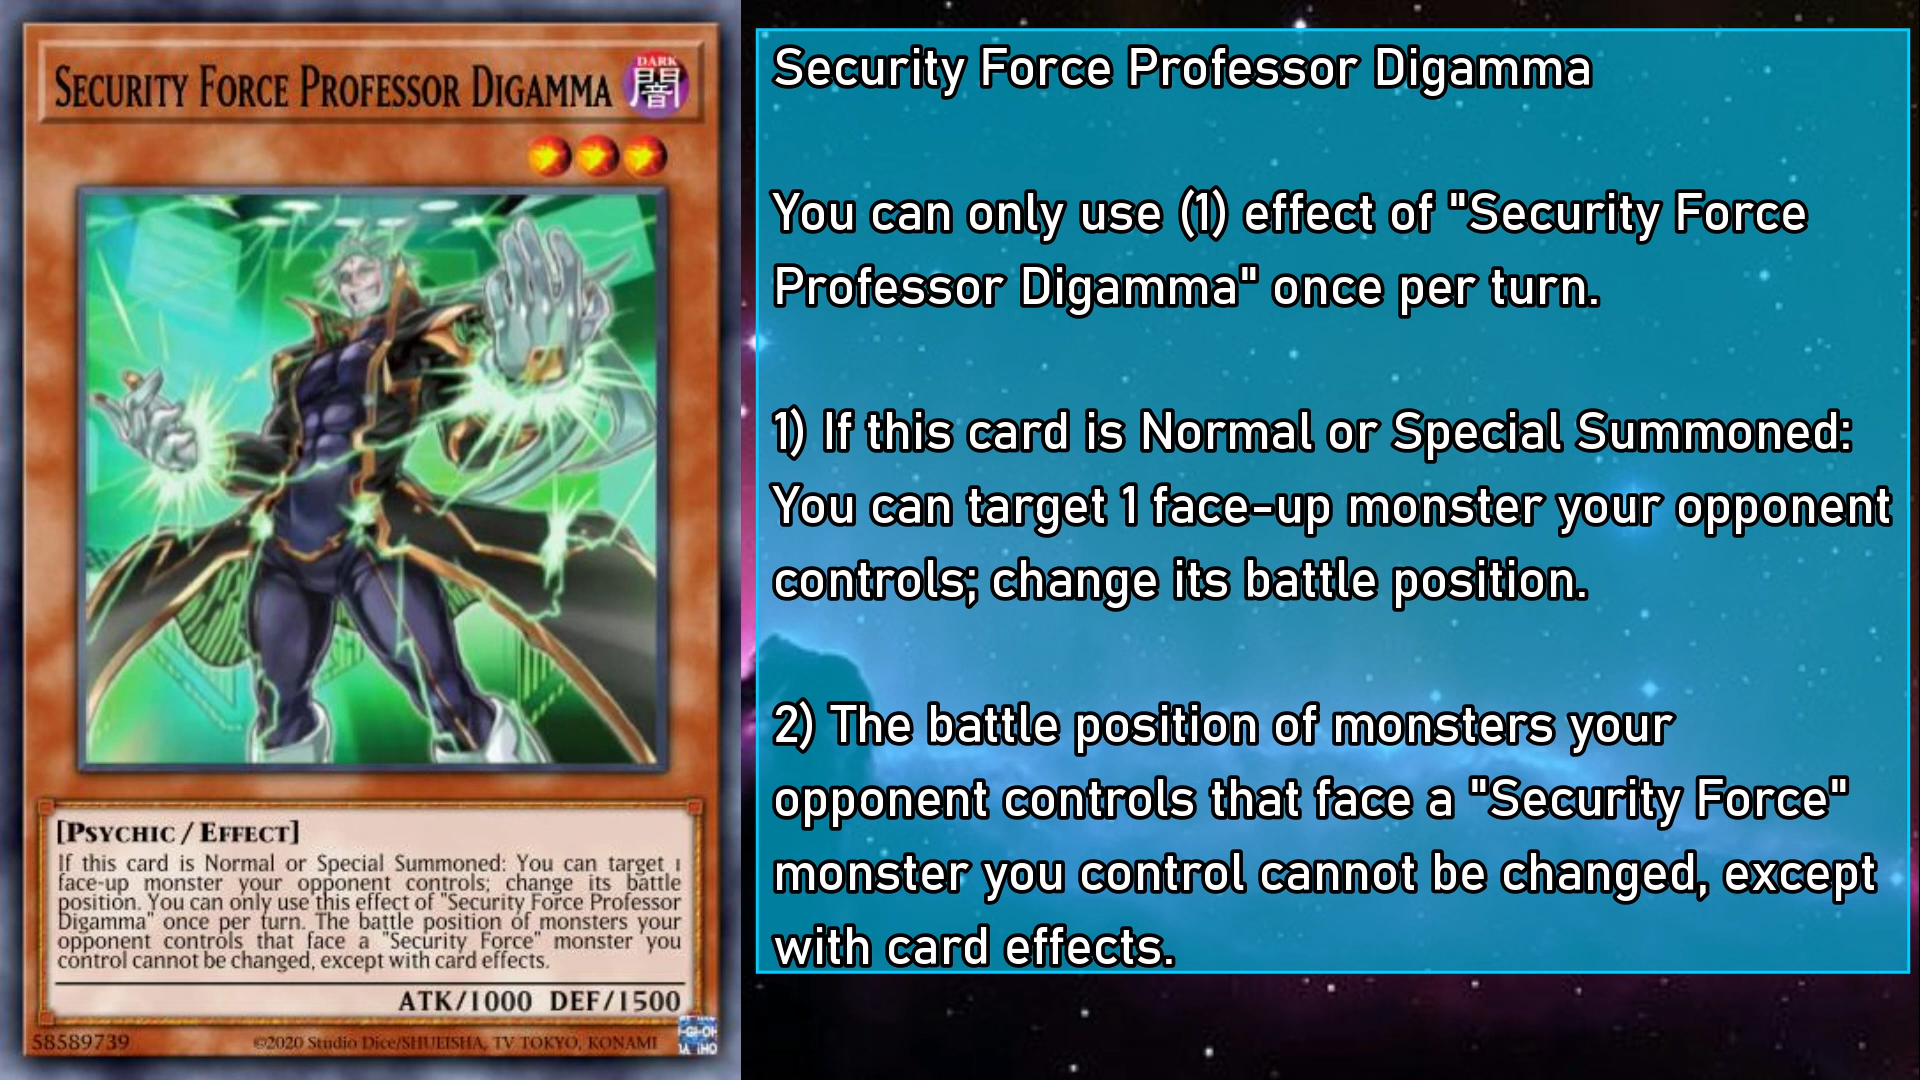 SECURITY FORCE PROFESSOR DIGAMMA
DARK
闇
[PSYCHIC / EFFECT]
If this card is Normal or Special Summoned: You can target 1
face-up monster your opponent controls; change its battle
position. You can only use this effect of "Security Force Professor
Digamma" once per turn. The battle position of monsters your
opponent controls that face a "Security Force" monster you
control cannot be changed, except with card effects.
ATK/1000 DEF/1500
58589739
©2020 Studio Dice/SHUEISHA, TV TOKYO, KONAMI
Security Force Professor Digamma
You can only use (1) effect of "Security Force
Professor Digamma" once per turn.
1) If this card is Normal or Special Summoned:
You can target 1 face-up monster your opponent
controls; change its battle position.
2) The battle position of monsters your
opponent controls that face a "Security Force"
monster you control cannot be changed, except
with card effects.